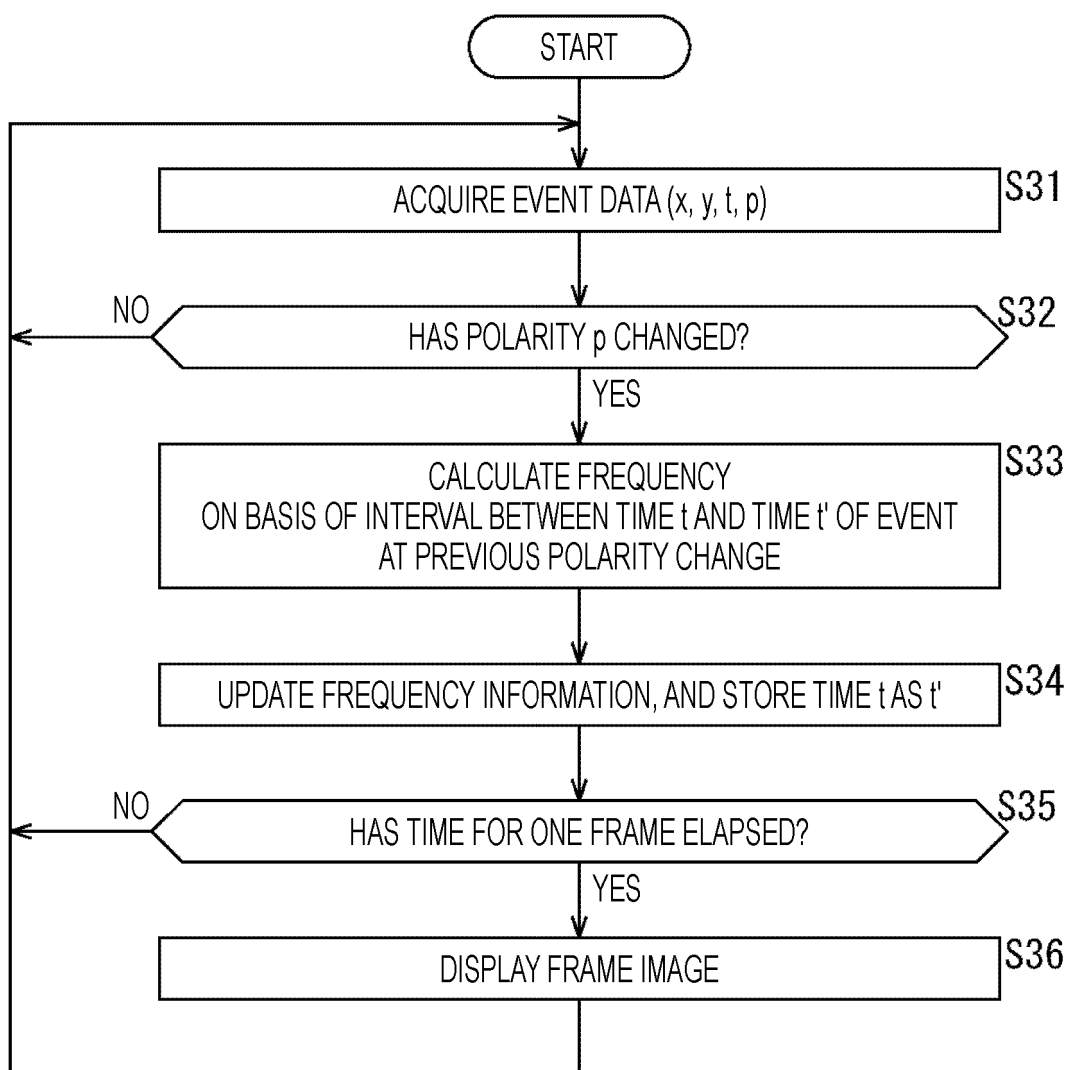 START
ACQUIRE EVENT DATA (x, y, t, p)
S31
HAS POLARITY p CHANGED?
S32
NO
YES
CALCULATE FREQUENCY
ON BASIS OF INTERVAL BETWEEN TIME t AND TIME t' OF EVENT
AT PREVIOUS POLARITY CHANGE
S33
UPDATE FREQUENCY INFORMATION, AND STORE TIME t AS t'
S34
HAS TIME FOR ONE FRAME ELAPSED?
S35
NO
YES
DISPLAY FRAME IMAGE
S36